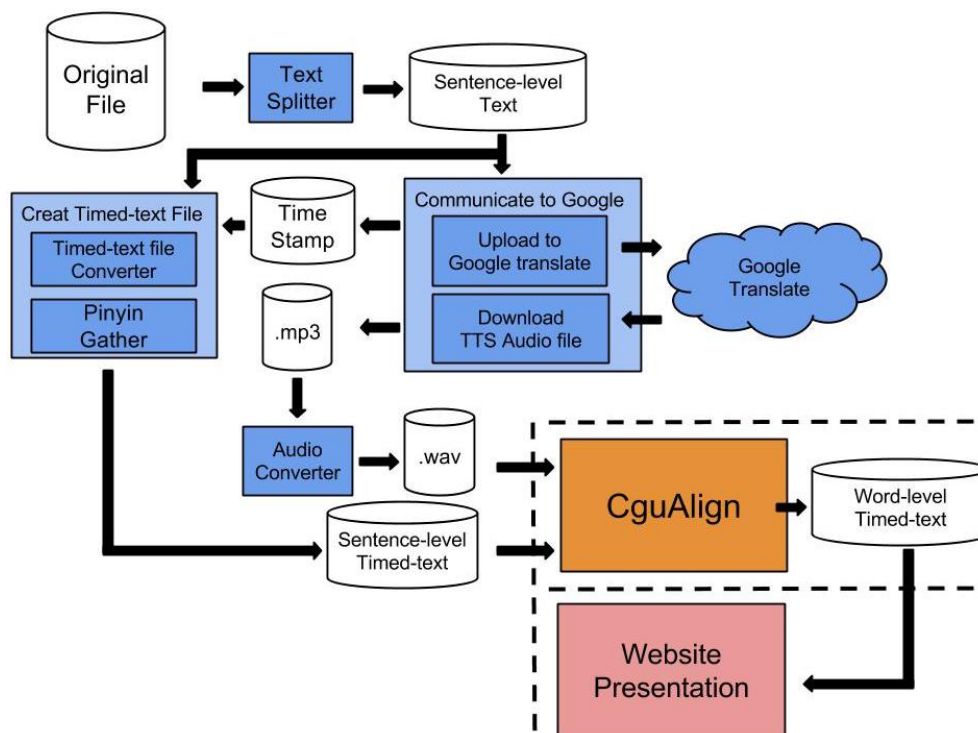 Original
File
Text
Splitter
Sentence-level
Text
Creat Timed-text File
Timed-text file
Converter
Pinyin
Gather
Time
Stamp
.mp3
Communicate to Google
Upload to
Google translate
Download
TTS Audio file
Google
Translate
Audio
Converter
.wav
Sentence-level
Timed-text
CguAlign
Word-level
Timed-text
Website
Presentation